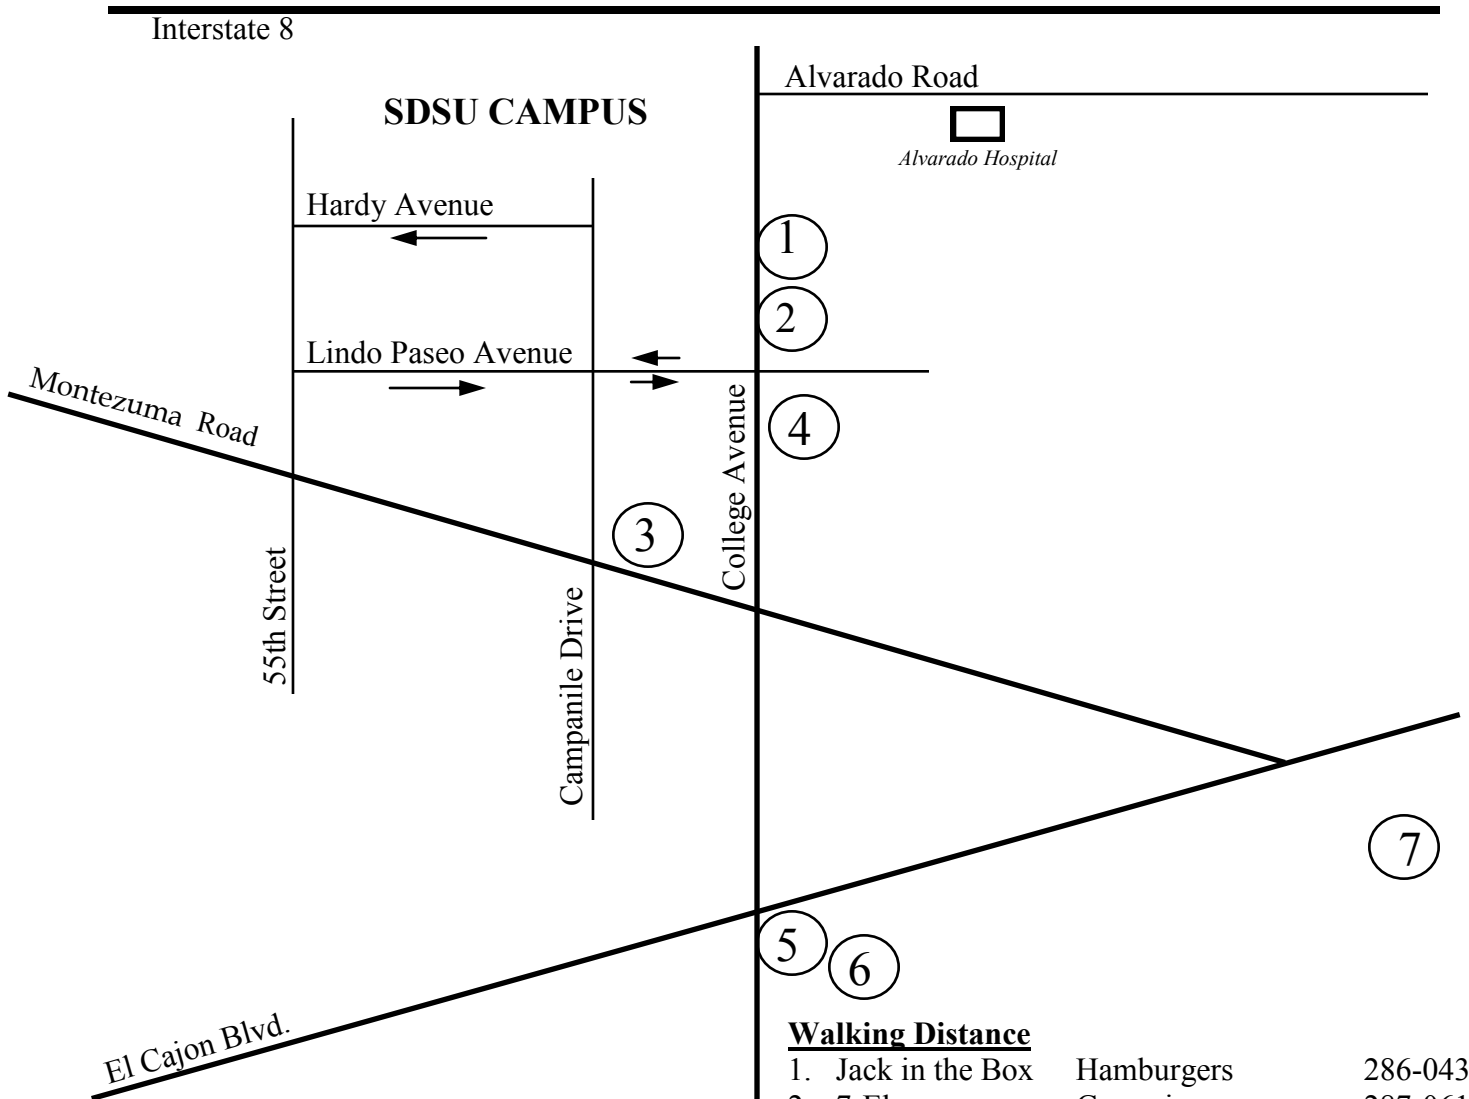 Interstate 8
Alvarado Road
SDSU CAMPUS
Alvarado Hospital
Hardy Avenue
1
2
Lindo Paseo Avenue
Montezuma Road
4
College Avenue
3
55th Street
Campanile Drive
7
5
6
El Cajon Blvd.
Walking Distance
1. Jack in the Box Hamburgers 286-043